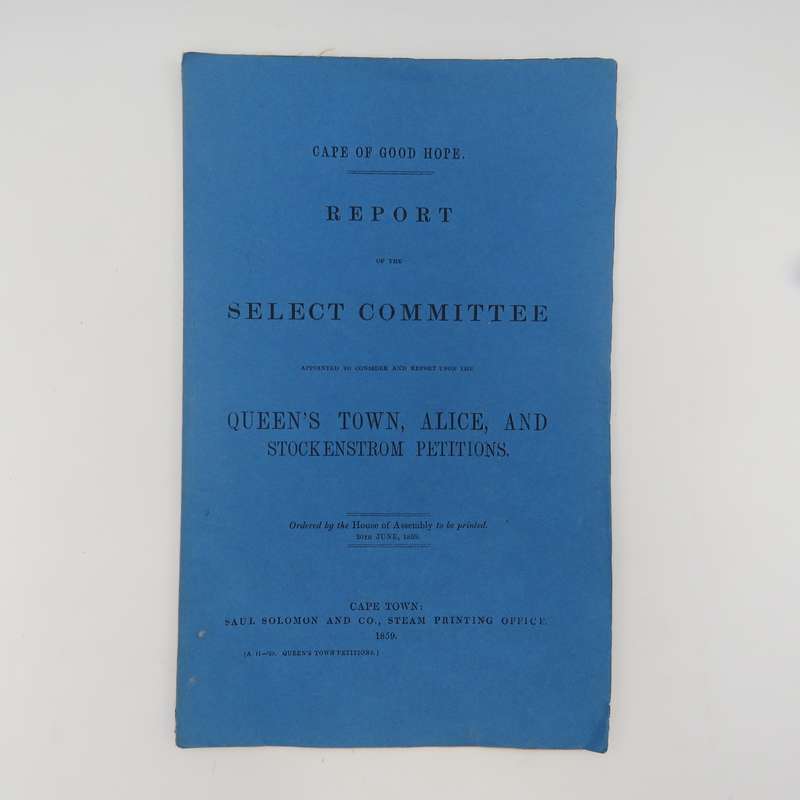 CAPE OF GOOD HOPE.
REPORT
OF THE
SELECT COMMITTEE
APPOINTED TO CONSIDER AND REPORT UPON THE
QUEEN'S TOWN, ALICE, AND
STOCKENSTROM PETITIONS.
Ordered by the House of Assembly to be printed.
JUNE, 1859.
CAPE TOWN:
SAUL SOLOMON AND CO., STEAM PRINTING OFFICE.
1859.
QUEEN'S TOWN PETITIONS.]